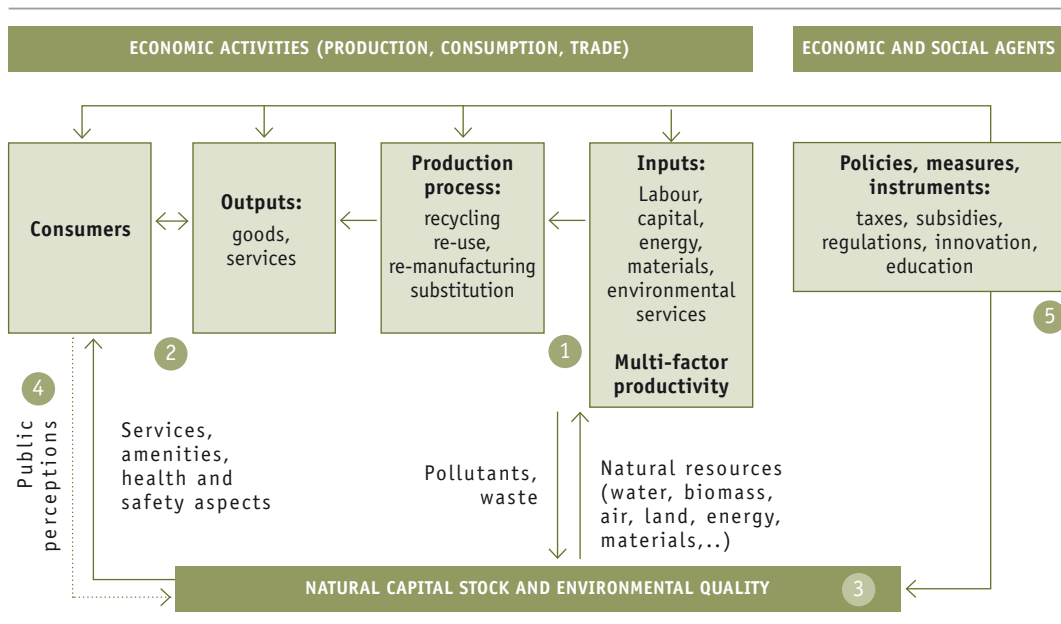 ECONOMIC ACTIVITIES (PRODUCTION, CONSUMPTION, TRADE)
ECONOMIC AND SOCIAL AGENTS
Consumers
Outputs:
goods,
services
Production
process:
recycling
re-use,
re-manufacturing
substitution
Inputs:
Labour,
capital,
energy,
materials,
environmental
services
Multi-factor
productivity
Policies, measures,
instruments:
taxes, subsidies,
regulations, innovation,
education
5
2
1
4
Public
perceptions
Services,
amenities,
health and
safety aspects
Pollutants,
waste
Natural resources
(water, biomass,
air, land, energy,
materials,..)
NATURAL CAPITAL STOCK AND ENVIRONMENTAL QUALITY
3